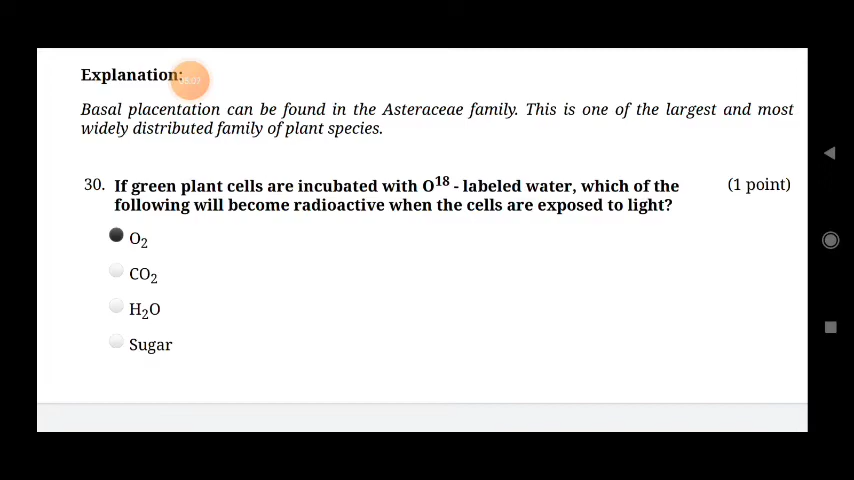 Explanation:
Basal placentation can be found in the Asteraceae family. This is one of the largest and most
widely distributed family of plant species.
30. If green plant cells are incubated with O¹⁸ - labeled water, which of the (1 point)
following will become radioactive when the cells are exposed to light?
O₂
CO₂
H₂O
Sugar